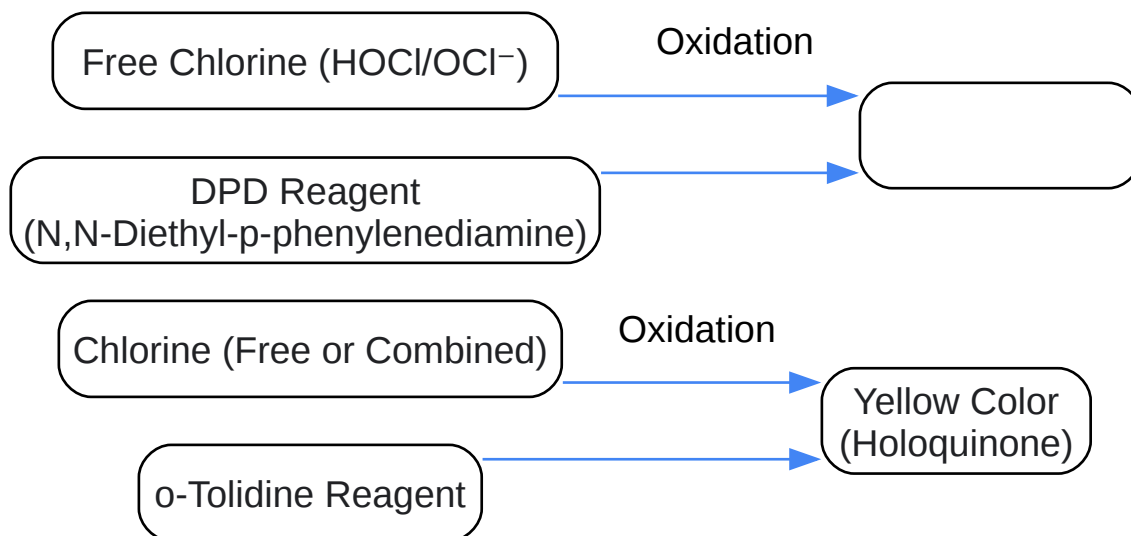 Free Chlorine (HOCl/OCl⁻)
Oxidation
DPD Reagent
(N,N-Diethyl-p-phenylenediamine)
Chlorine (Free or Combined)
Oxidation
Yellow Color
(Holoquinone)
o-Tolidine Reagent